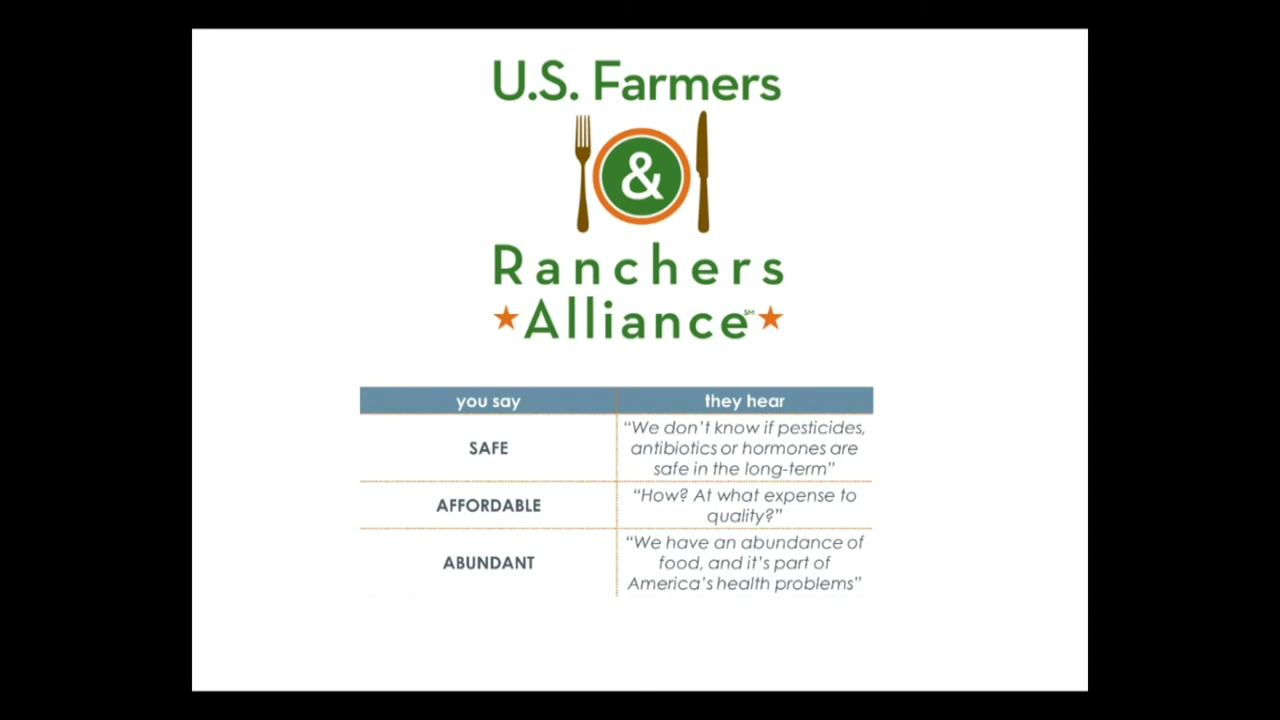 U.S. Farmers
&
Ranchers
Alliance℠
you say
they hear
SAFE
“We don’t know if pesticides,
antibiotics or hormones are
safe in the long-term”
AFFORDABLE
“How? At what expense to
quality?”
ABUNDANT
“We have an abundance of
food, and it’s part of
America’s health problems”